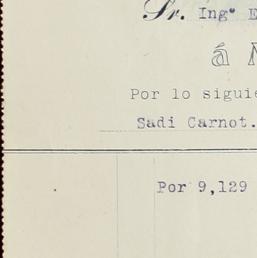 Sr. Ingº E
á
Por lo siguie
Sadi Carnot.
Por 9,129